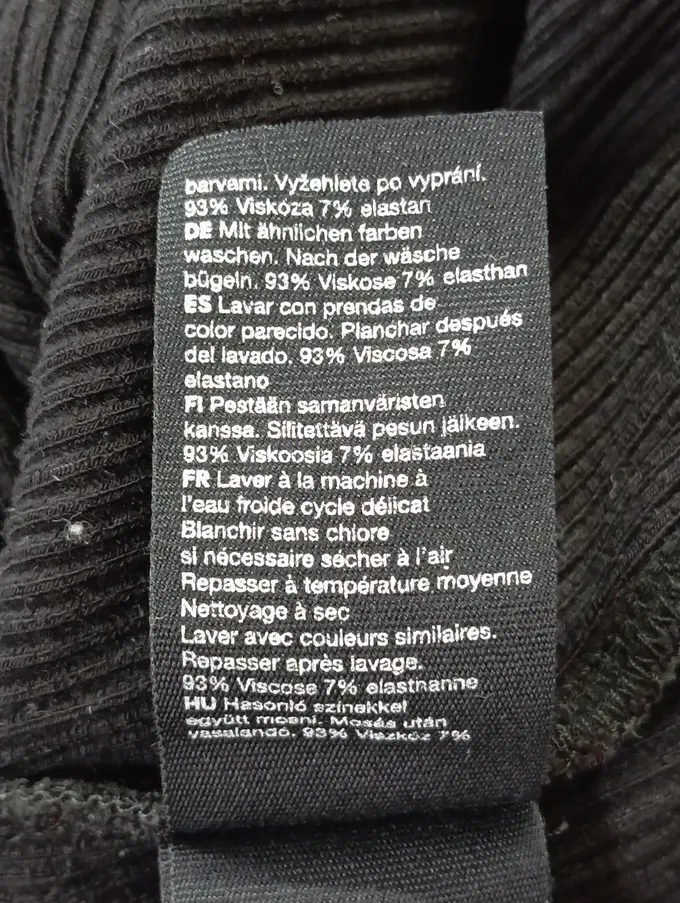 barvami. Vyžehlete po vyprání.
93% Viskóza 7% elastan
DE Mit ähnlichen farben
waschen. Nach der wäsche
bügeln. 93% Viskose 7% elasthan
ES Lavar con prendas de
color parecido. Planchar después
del lavado. 93% Viscosa 7%
elastano
FI Pestään samanväristen
kanssa. Silitettävä pesun jälkeen.
93% Viskoosia 7% elastaania
FR Laver à la machine à
l'eau froide cycle délicat
Blanchir sans chlore
si nécessaire sécher à l'air
Repasser à température moyenne
Nettoyage à sec
Laver avec couleurs similaires.
Repasser après lavage.
93% Viscose 7% elasthanne
HU Hasonló színekkel
együtt mosni. Mosás után
vasalandó. 93% Viszkóz 7%